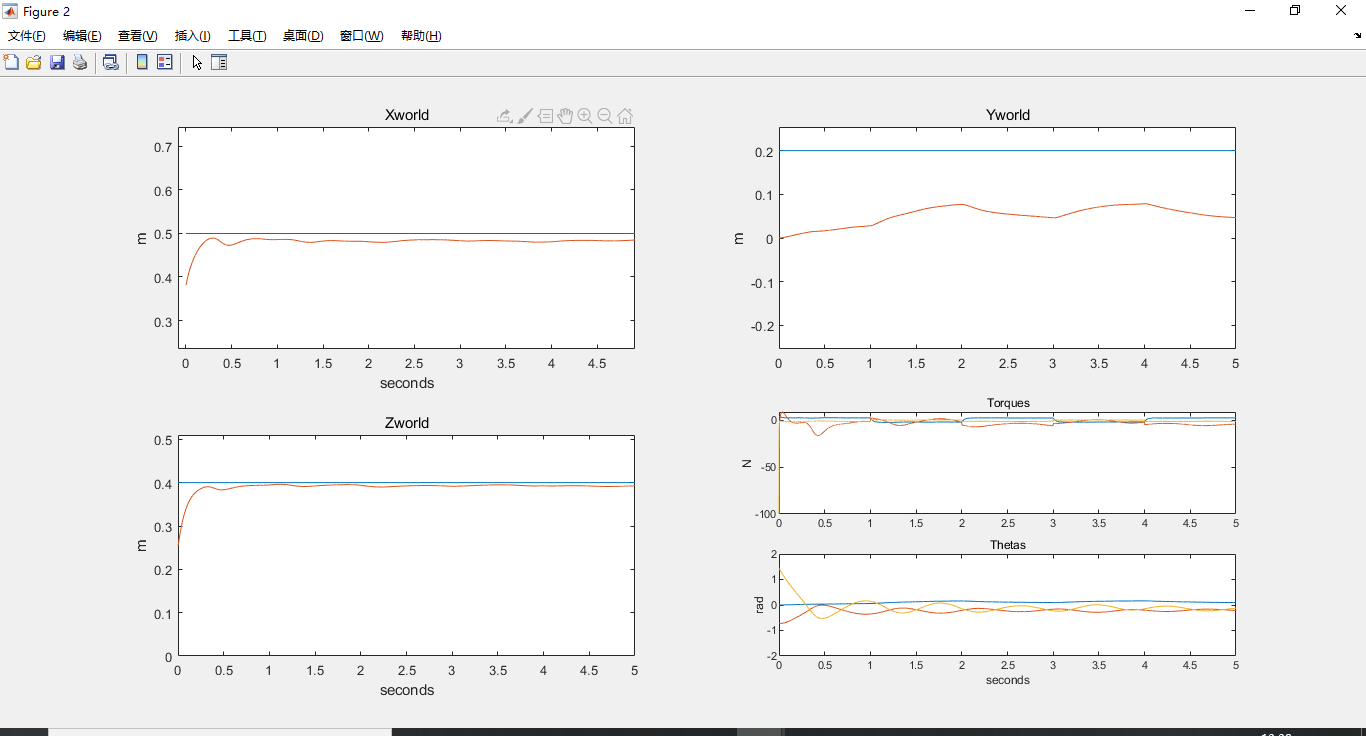 Figure 2
文件(F) 编辑(E) 查看(V) 插入(I) 工具(T) 桌面(D) 窗口(W) 帮助(H)
Xworld
0.7
0.6
0.5
0.4
0.3
m
0 0.5 1 1.5 2 2.5 3 3.5 4 4.5
seconds
Yworld
0.2
0.1
0
-0.1
-0.2
m
0 0.5 1 1.5 2 2.5 3 3.5 4 4.5 5
Zworld
0.5
0.4
0.3
0.2
0.1
0
m
0 0.5 1 1.5 2 2.5 3 3.5 4 4.5 5
seconds
Torques
0
-50
-100
N
0 0.5 1 1.5 2 2.5 3 3.5 4 4.5 5
Thetas
2
1
0
-1
-2
rad
0 0.5 1 1.5 2 2.5 3 3.5 4 4.5 5
seconds